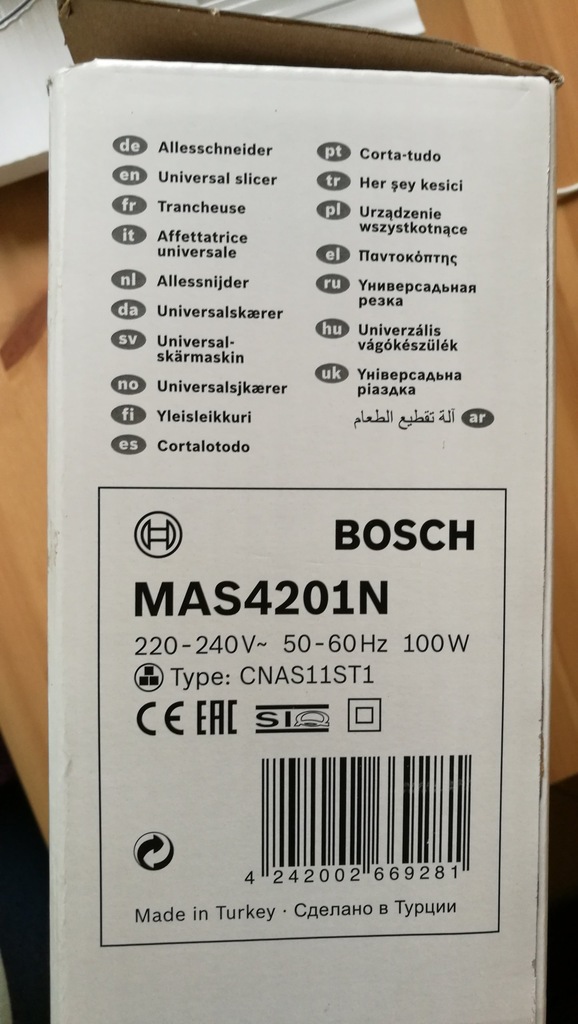 de Allesschneider
en Universal slicer
fr Trancheuse
it Affettatrice
universale
nl Allessnijder
da Universalskærer
sv Universal-
skärmaskin
no Universalsjkærer
fi Yleisleikkuri
es Cortalotodo
pt Corta-tudo
tr Her şey kesici
pl Urządzenie
wszystkotnące
el Παντοκόπτης
ru Универсадьная
резка
hu Univerzális
vágókészülék
uk Універсадьна
різадка
ar آلة تقطيع الطعام
BOSCH
MAS4201N
220-240V~ 50-60Hz 100W
Type: CNAS11ST1
CE EAC SIQ
4 242002 669281
Made in Turkey · Сделано в Турции